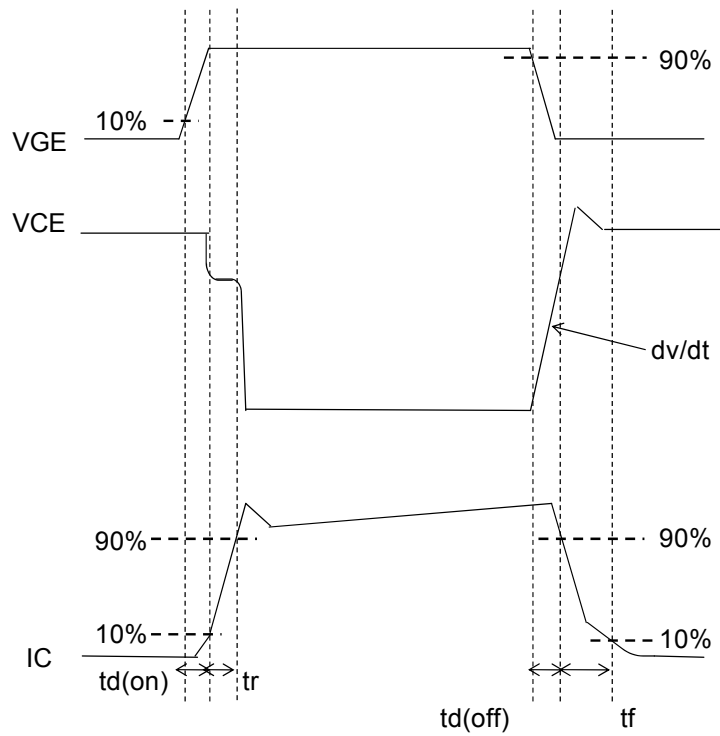 90%
10%
VGE
VCE
dv/dt
90%
90%
10%
10%
IC
td(on)
tr
td(off)
tf